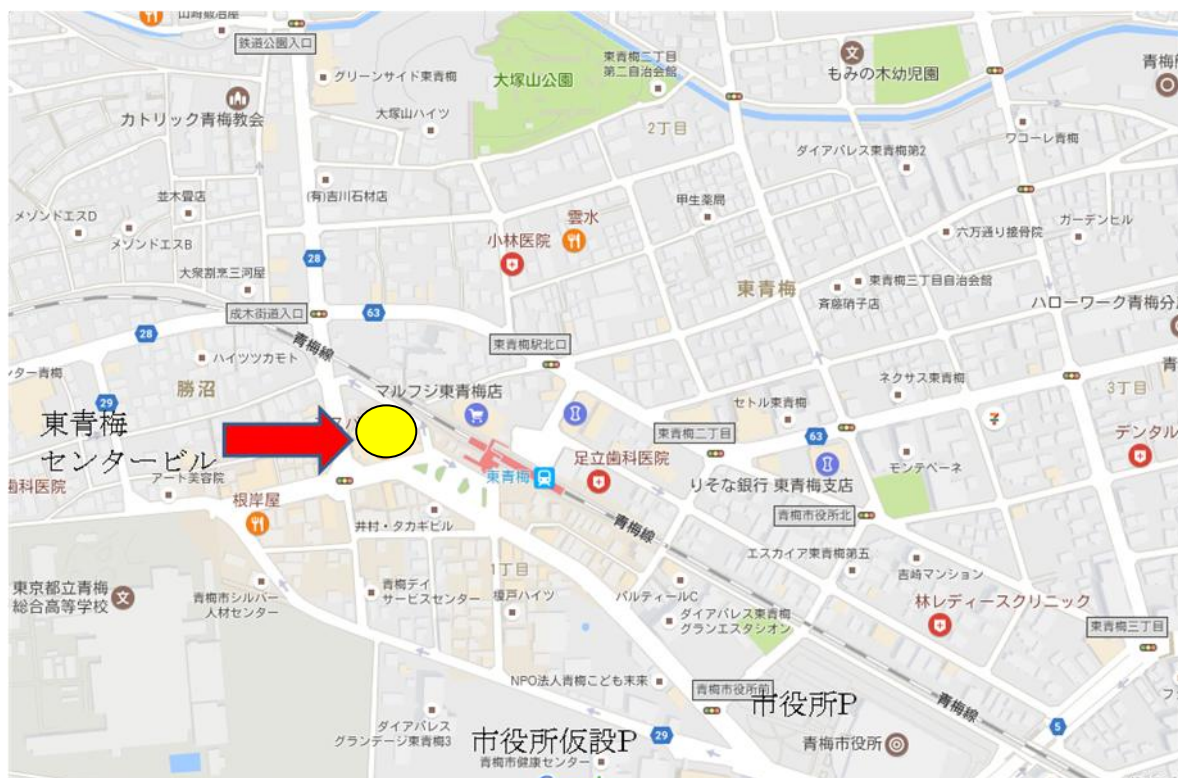 山崎鍛冶屋
鉄道公園入口
グリーンサイド東青梅
大塚山公園
東青梅二丁目
第二自治会館
もみの木幼児園
カトリック青梅教会
大塚山ハイツ
2丁目
ダイアパレス東青梅第2
ワコーレ青梅
並木畳店
(有)吉川石材店
甲生薬局
メゾンドエスD
メゾンドエスB
雲水
小林医院
六万通り接骨院
ガーデンヒル
大衆割烹三河屋
28
東青梅
東青梅三丁目自治会館
斉藤硝子店
ハローワーク青梅分
成木街道入口
63
28
青梅線
東青梅駅北口
ハイツツカモト
ンター青梅
勝沼
マルフジ東青梅店
ネクサス東青梅
3丁目
29
セトル東青梅
東青梅
センタービル
東青梅二丁目
63
デンタル
足立歯科医院
モンテベーネ
東青梅
りそな銀行 東青梅支店
歯科医院
アート美容院
根岸屋
井村・タカギビル
青梅線
青梅市役所北
エスカイア東青梅第五
1丁目
吉崎マンション
東京都立青梅
総合高等学校
青梅市シルバー
人材センター
青梅デイ
サービスセンター
榎戸ハイツ
パルティールC
林レディースクリニック
ダイアパレス東青梅
グランエスタシオン
東青梅三丁目
NPO法人青梅こども未来
青梅市役所前
市役所P
青梅線
5
ダイアパレス
グランデージ東青梅3
市役所仮設P
29
青梅市役所
青梅市健康センター